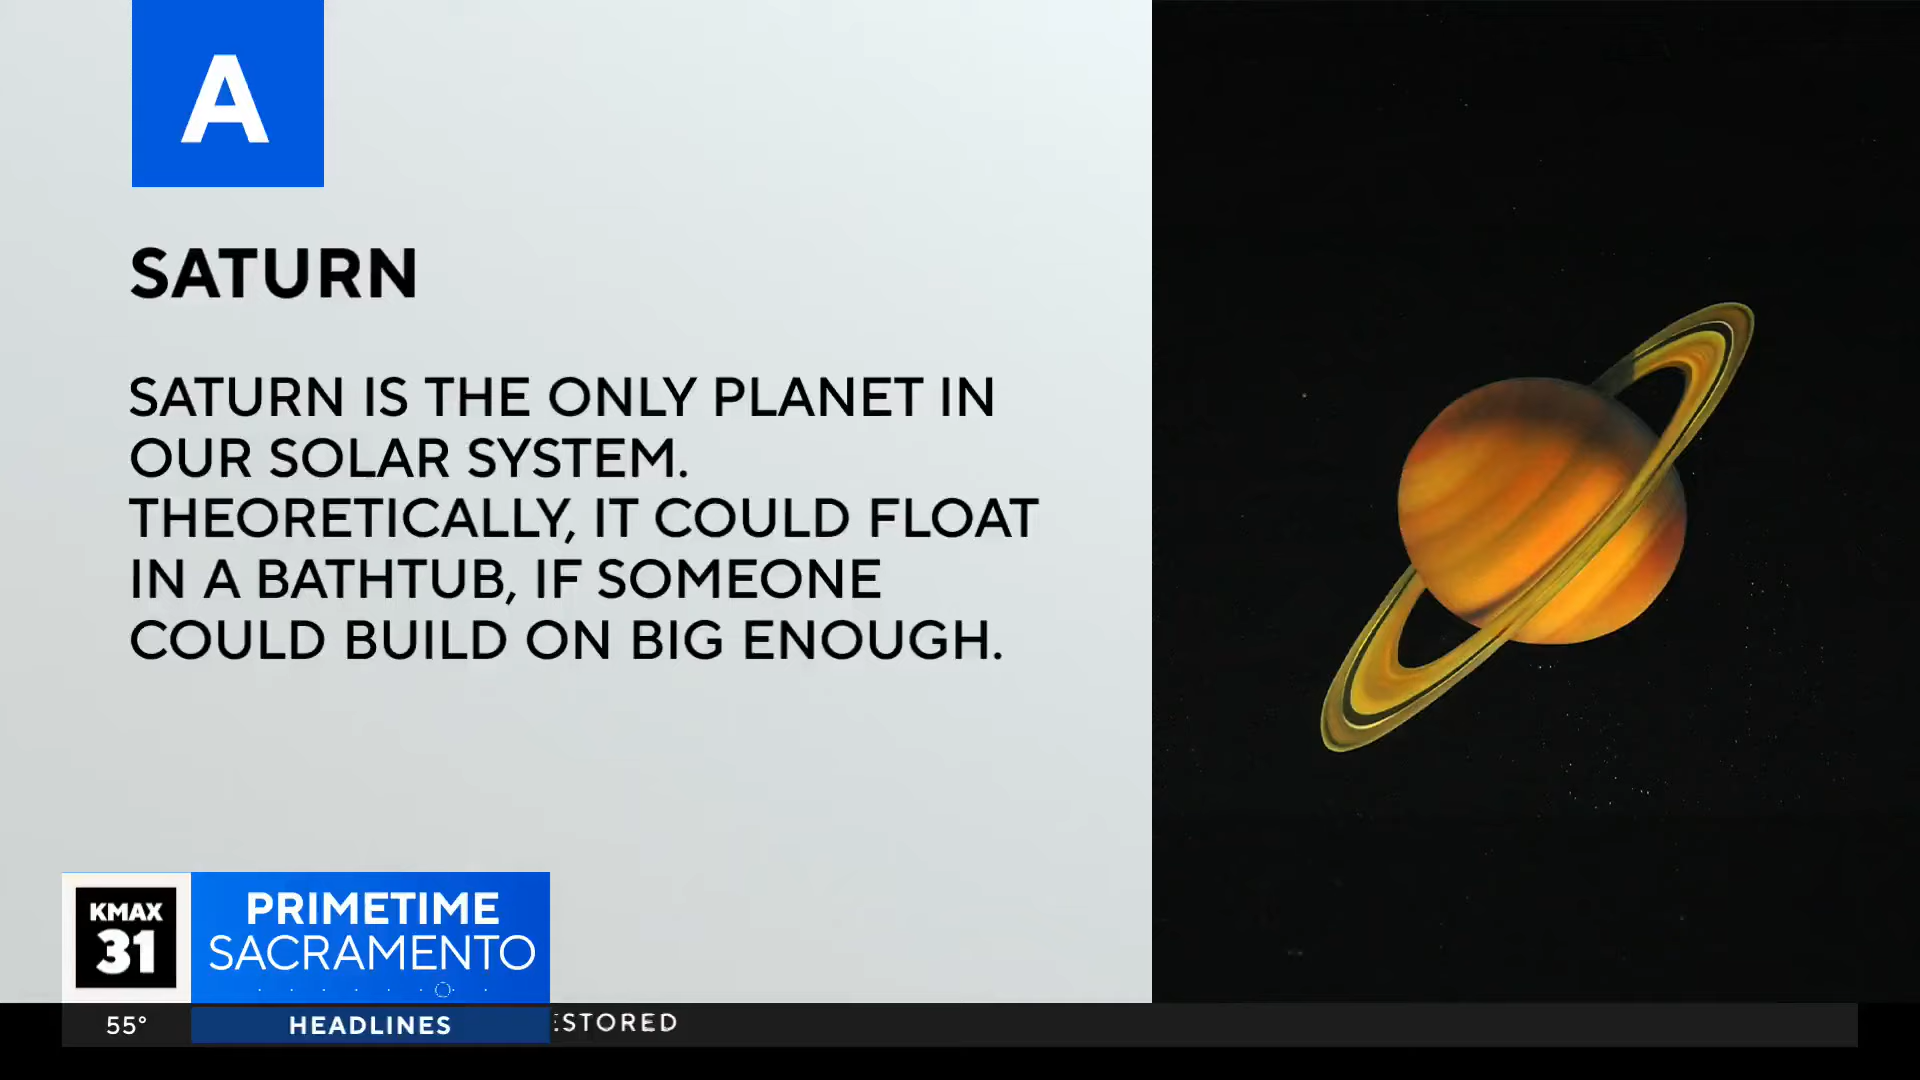 A
SATURN
SATURN IS THE ONLY PLANET IN
OUR SOLAR SYSTEM.
THEORETICALLY, IT COULD FLOAT
IN A BATHTUB, IF SOMEONE
COULD BUILD ON BIG ENOUGH.
KMAX
31
PRIMETIME
SACRAMENTO
55°
HEADLINES
ESTORED